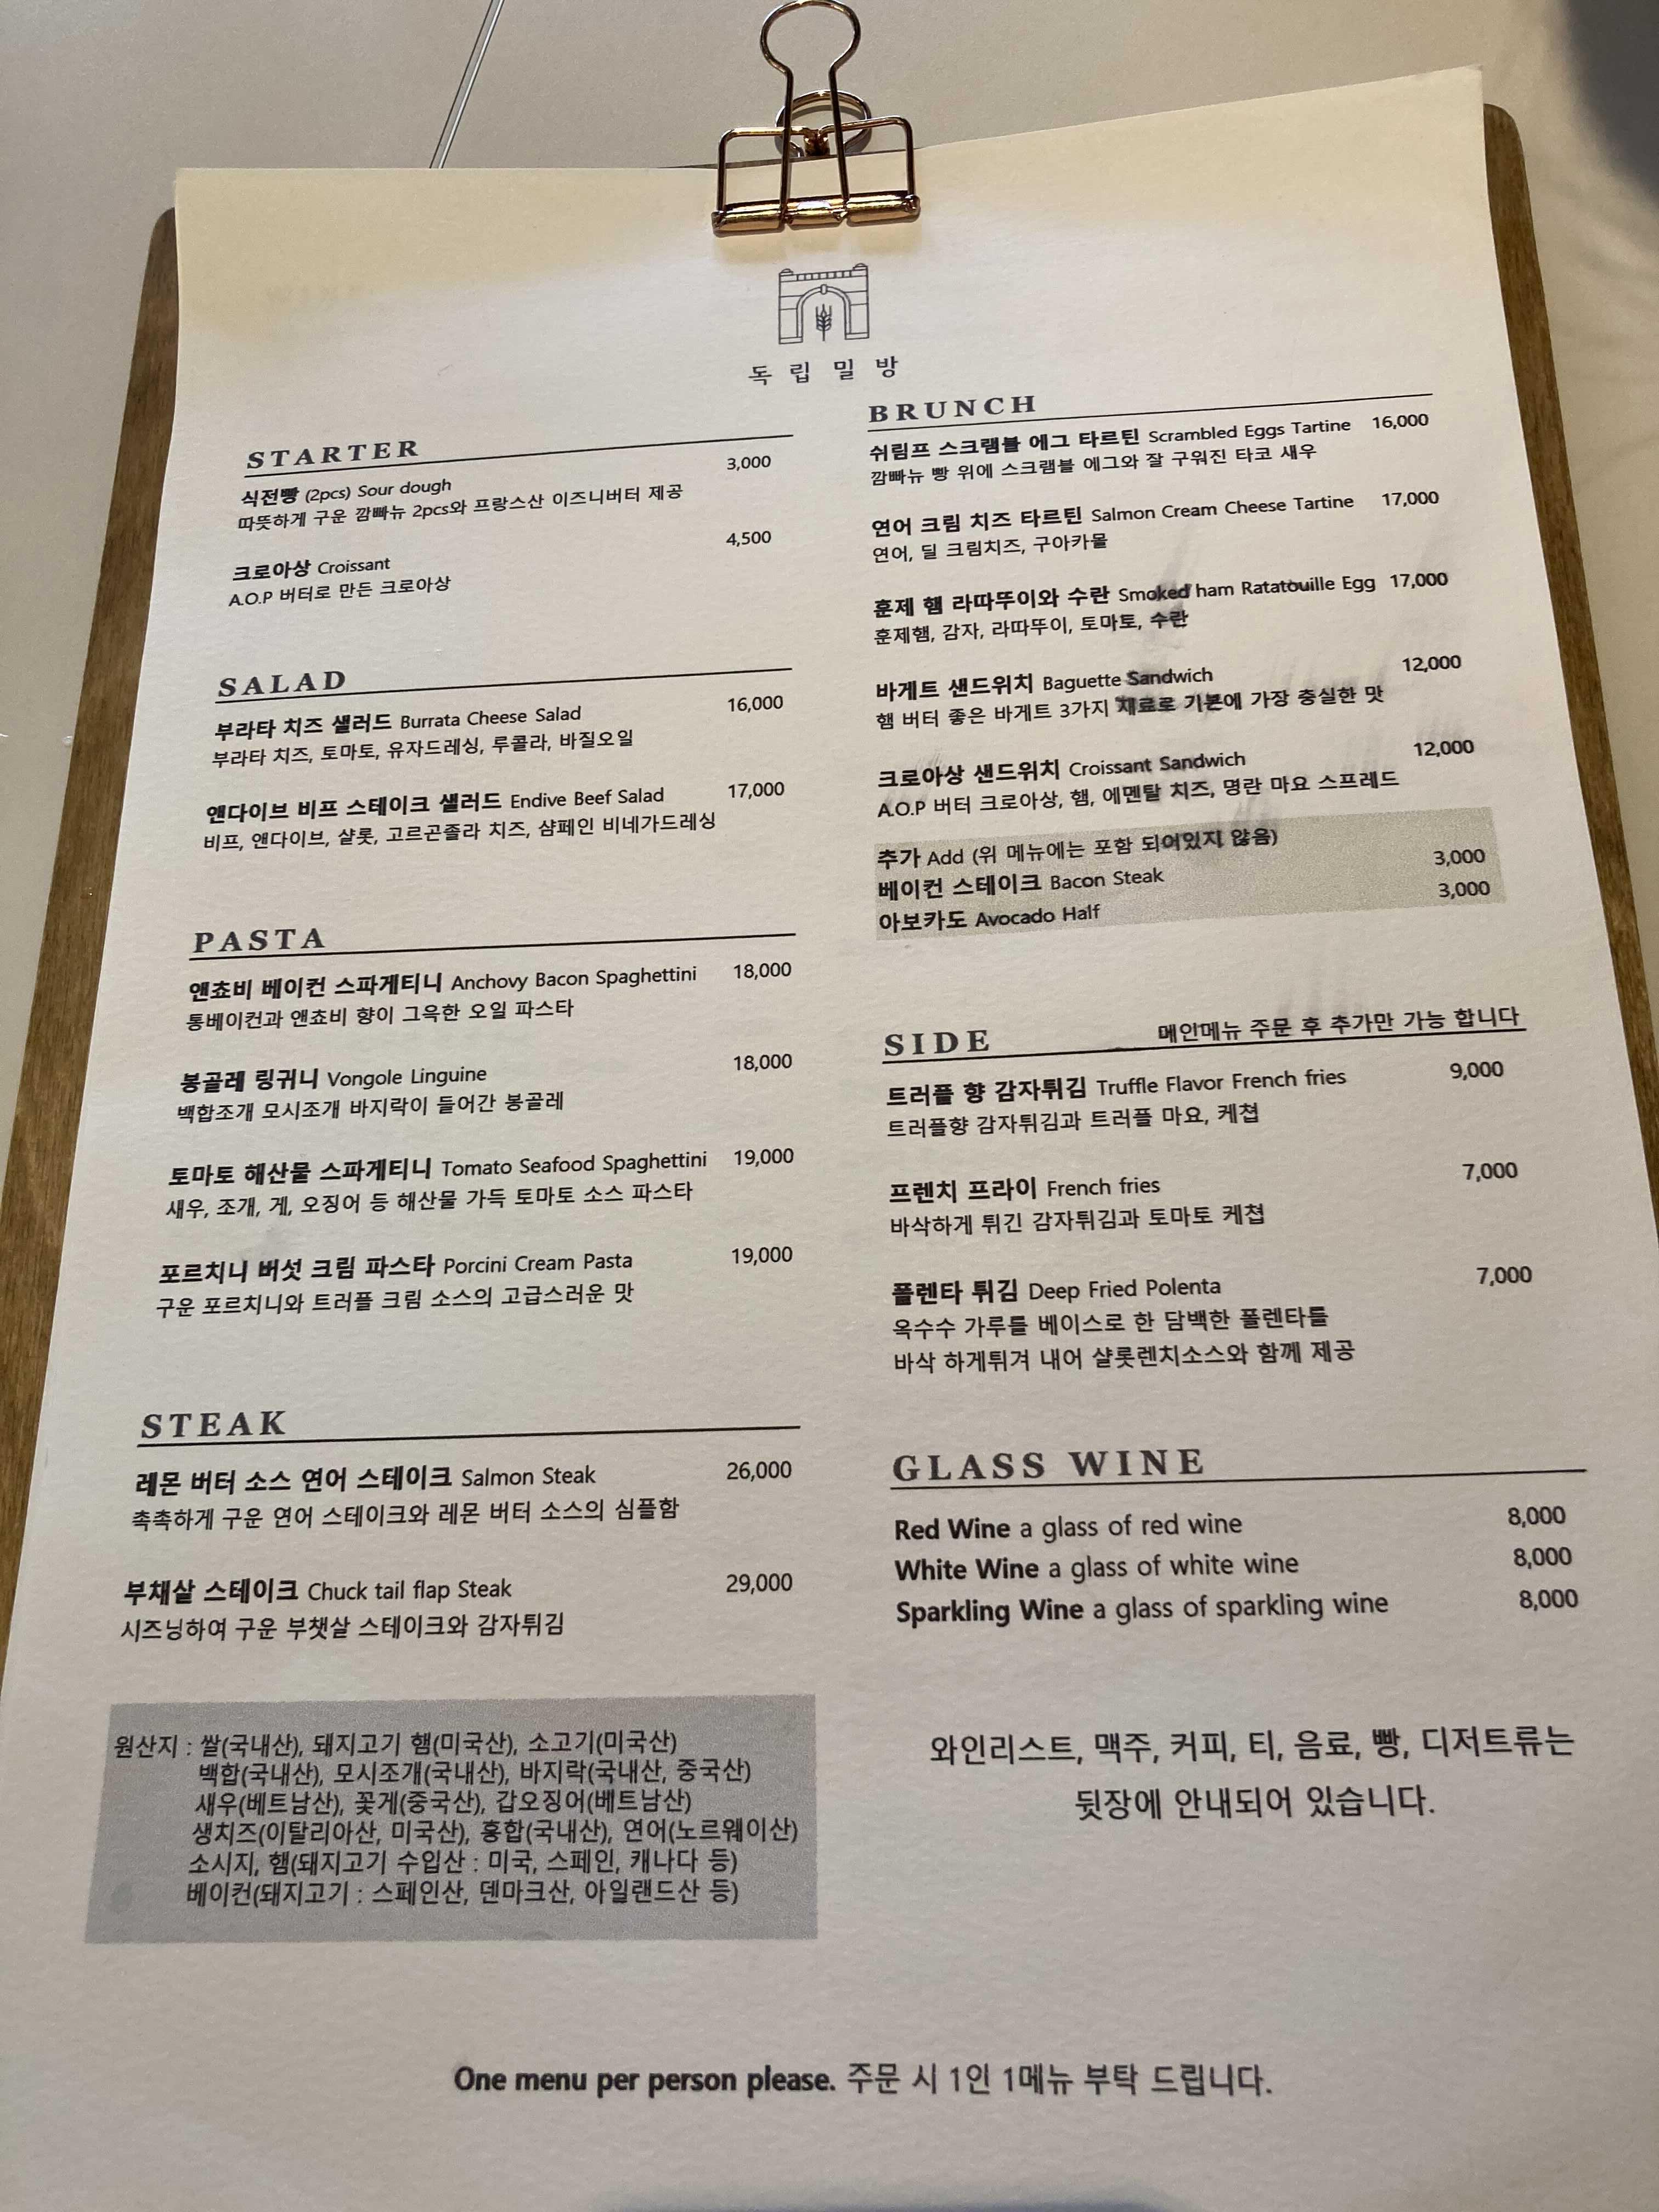 독립밀방
STARTER
식전빵 (2pcs) Sour dough 3,000
따뜻하게 구운 깜빠뉴 2pcs와 프랑스산 이즈니버터 제공
크로아상 Croissant 4,500
A.O.P 버터로 만든 크로아상
SALAD
부라타 치즈 샐러드 Burrata Cheese Salad 16,000
부라타 치즈, 토마토, 유자드레싱, 루콜라, 바질오일
앤다이브 비프 스테이크 샐러드 Endive Beef Salad 17,000
비프, 앤다이브, 샬롯, 고르곤졸라 치즈, 샴페인 비네가드레싱
PASTA
앤쵸비 베이컨 스파게티니 Anchovy Bacon Spaghettini 18,000
통베이컨과 앤쵸비 향이 그윽한 오일 파스타
봉골레 링귀니 Vongole Linguine 18,000
백합조개 모시조개 바지락이 들어간 봉골레
토마토 해산물 스파게티니 Tomato Seafood Spaghettini 19,000
새우, 조개, 게, 오징어 등 해산물 가득 토마토 소스 파스타
포르치니 버섯 크림 파스타 Porcini Cream Pasta 19,000
구운 포르치니와 트러플 크림 소스의 고급스러운 맛
STEAK
레몬 버터 소스 연어 스테이크 Salmon Steak 26,000
촉촉하게 구운 연어 스테이크와 레몬 버터 소스의 심플함
부채살 스테이크 Chuck tail flap Steak 29,000
시즈닝하여 구운 부챗살 스테이크와 감자튀김
원산지 : 쌀(국내산), 돼지고기 햄(미국산), 소고기(미국산)
백합(국내산), 모시조개(국내산), 바지락(국내산, 중국산)
새우(베트남산), 꽃게(중국산), 갑오징어(베트남산)
생치즈(이탈리아산, 미국산), 홍합(국내산), 연어(노르웨이산)
소시지, 햄(돼지고기 수입산 : 미국, 스페인, 캐나다 등)
베이컨(돼지고기 : 스페인산, 덴마크산, 아일랜드산 등)
BRUNCH
쉬림프 스크램블 에그 타르틴 Scrambled Eggs Tartine 16,000
깜빠뉴 빵 위에 스크램블 에그와 잘 구워진 타코 새우
연어 크림 치즈 타르틴 Salmon Cream Cheese Tartine 17,000
연어, 딜 크림치즈, 구아카몰
훈제 햄 라따뚜이와 수란 Smoked ham Ratatouille Egg 17,000
훈제햄, 감자, 라따뚜이, 토마토, 수란
바게트 샌드위치 Baguette Sandwich 12,000
햄 버터 좋은 바게트 3가지 재료로 기본에 가장 충실한 맛
크로아상 샌드위치 Croissant Sandwich 12,000
A.O.P 버터 크로아상, 햄, 에멘탈 치즈, 명란 마요 스프레드
추가 Add (위 메뉴에는 포함 되어있지 않음)
베이컨 스테이크 Bacon Steak 3,000
아보카도 Avocado Half 3,000
SIDE 메인메뉴 주문 후 추가만 가능 합니다
트러플 향 감자튀김 Truffle Flavor French fries 9,000
트러플향 감자튀김과 트러플 마요, 케첩
프렌치 프라이 French fries 7,000
바삭하게 튀긴 감자튀김과 토마토 케첩
폴렌타 튀김 Deep Fried Polenta 7,000
옥수수 가루를 베이스로 한 담백한 폴렌타를
바삭 하게튀겨 내어 샬롯렌치소스와 함께 제공
GLASS WINE
Red Wine a glass of red wine 8,000
White Wine a glass of white wine 8,000
Sparkling Wine a glass of sparkling wine 8,000
와인리스트, 맥주, 커피, 티, 음료, 빵, 디저트류는
뒷장에 안내되어 있습니다.
One menu per person please. 주문 시 1인 1메뉴 부탁 드립니다.